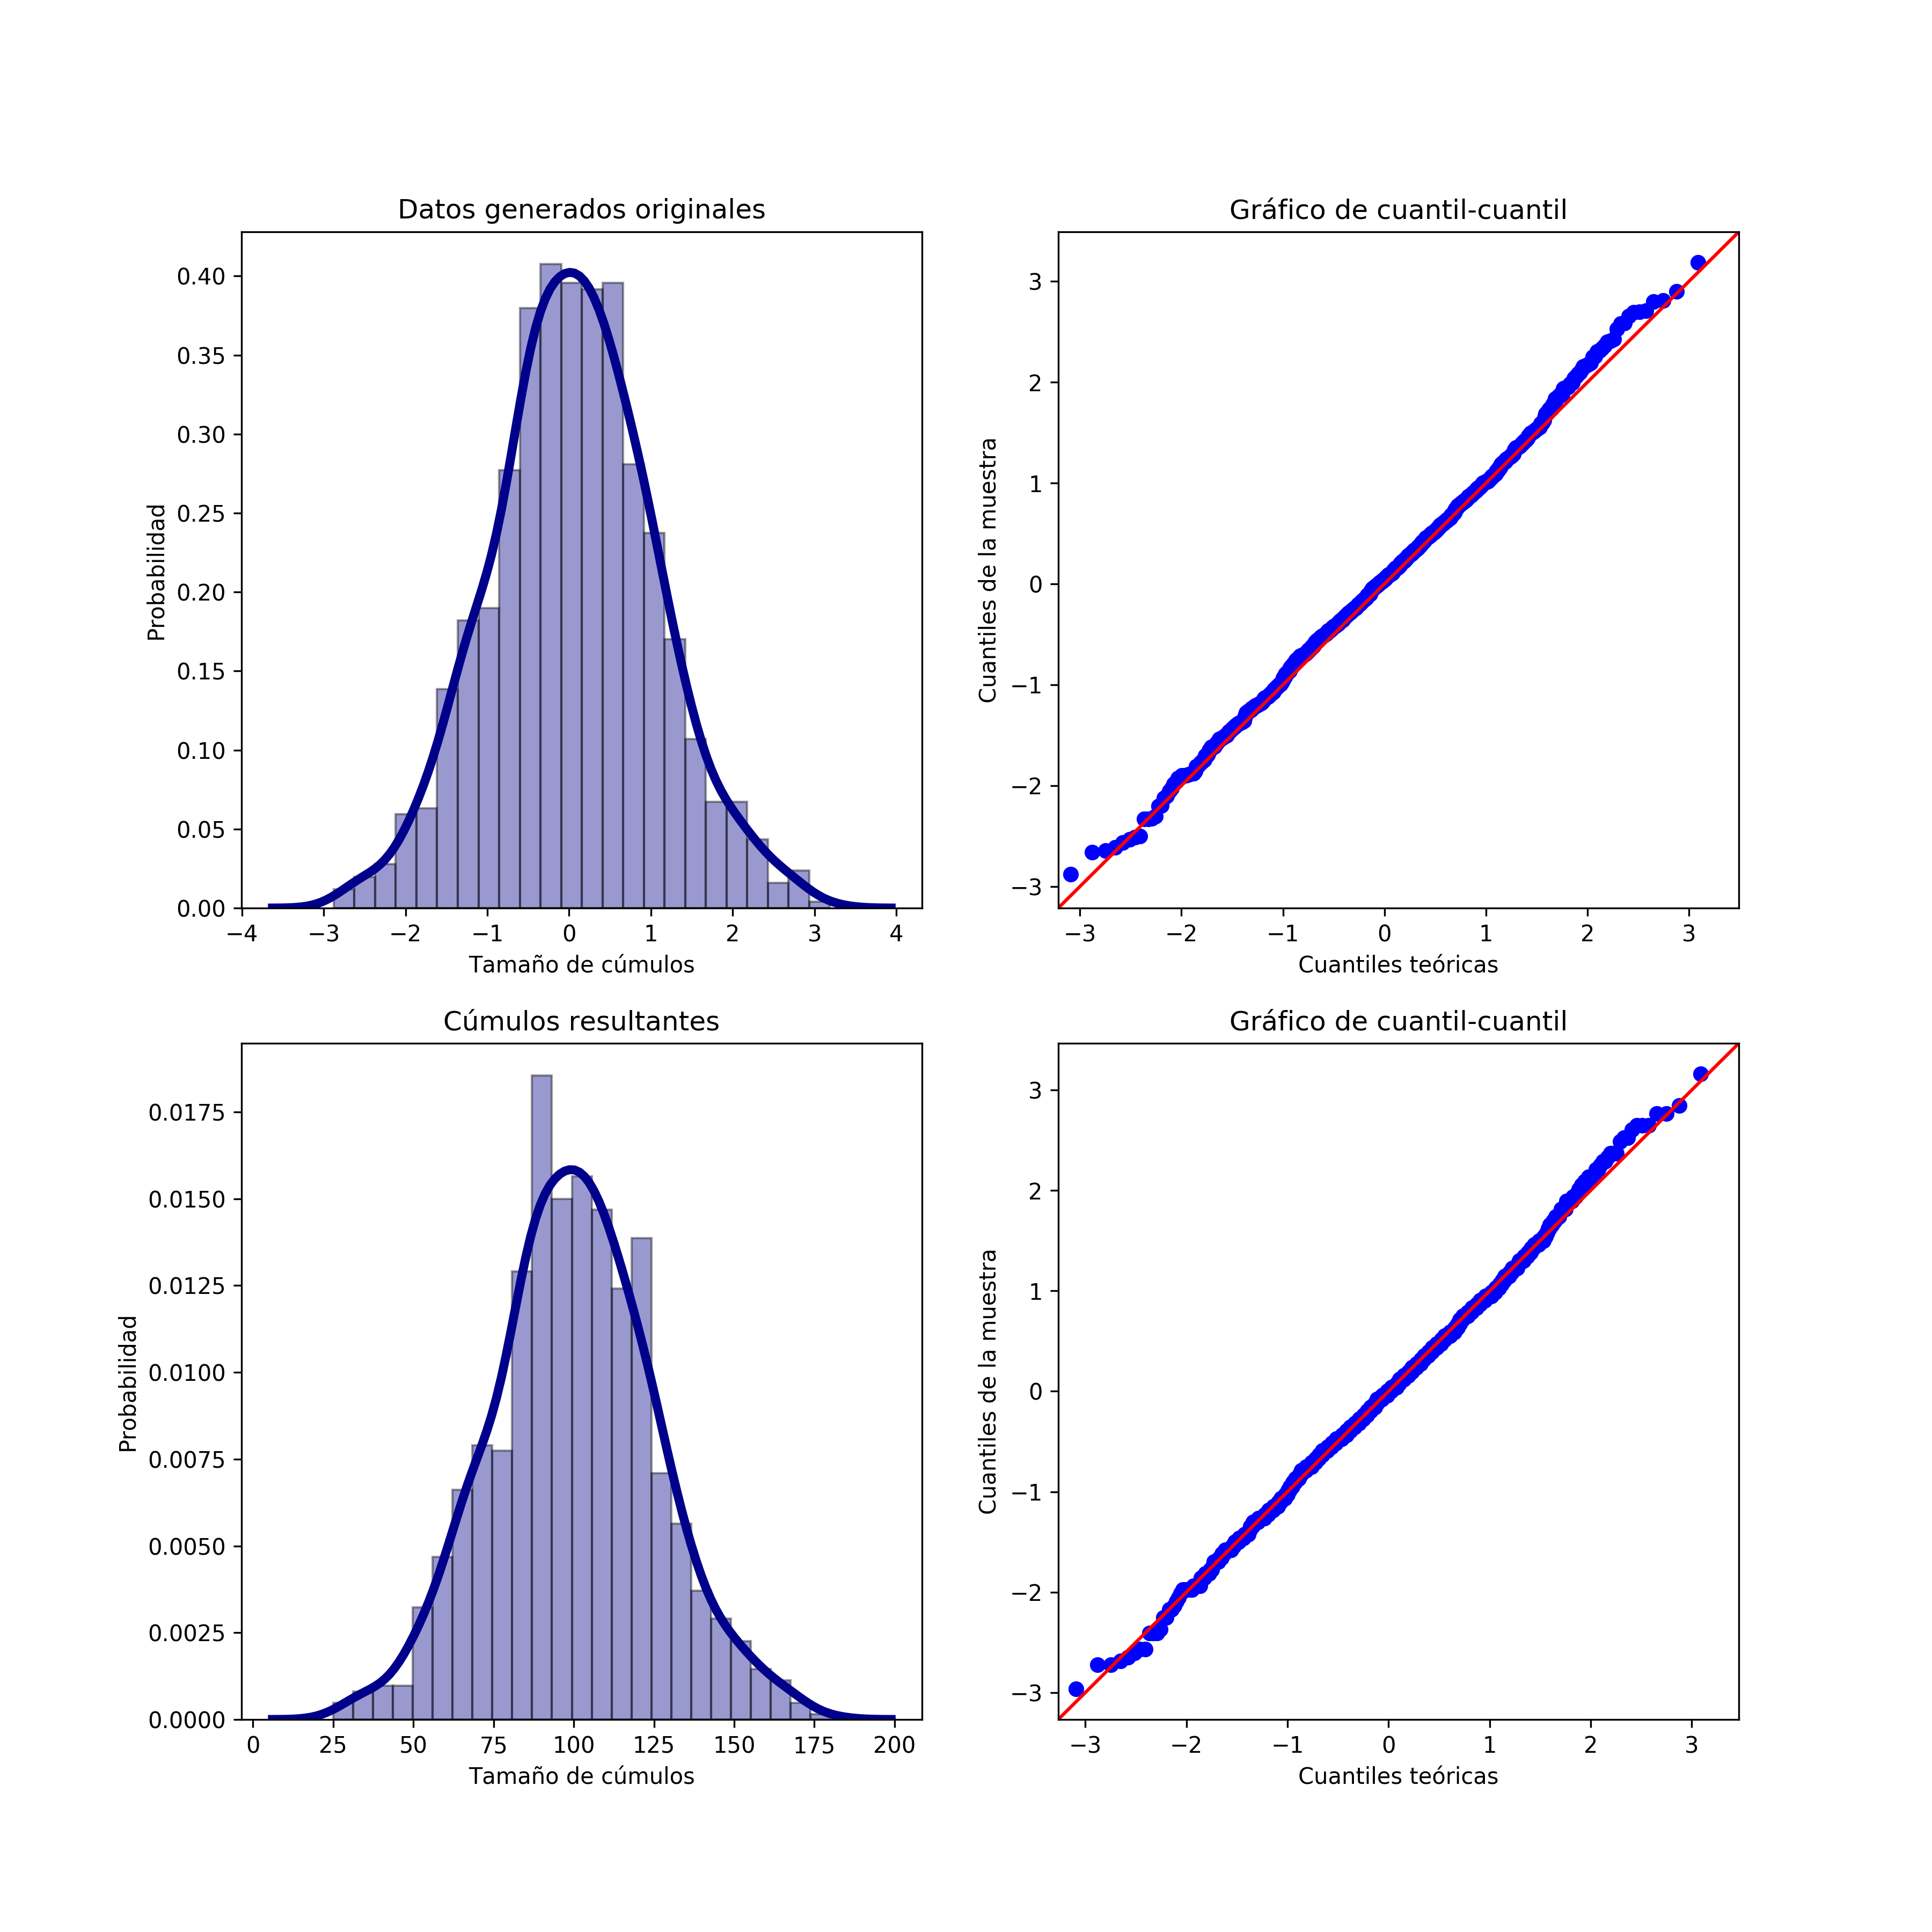 Datos generados originales
Probabilidad
0.40
0.35
0.30
0.25
0.20
0.15
0.10
0.05
0.00
−4 −3 −2 −1 0 1 2 3 4
Tamaño de cúmulos
Gráfico de cuantil-cuantil
Cuantiles de la muestra
3
2
1
0
−1
−2
−3
−3 −2 −1 0 1 2 3
Cuantiles teóricas
Cúmulos resultantes
Probabilidad
0.0175
0.0150
0.0125
0.0100
0.0075
0.0050
0.0025
0.0000
0 25 50 75 100 125 150 175 200
Tamaño de cúmulos
Gráfico de cuantil-cuantil
Cuantiles de la muestra
3
2
1
0
−1
−2
−3
−3 −2 −1 0 1 2 3
Cuantiles teóricas